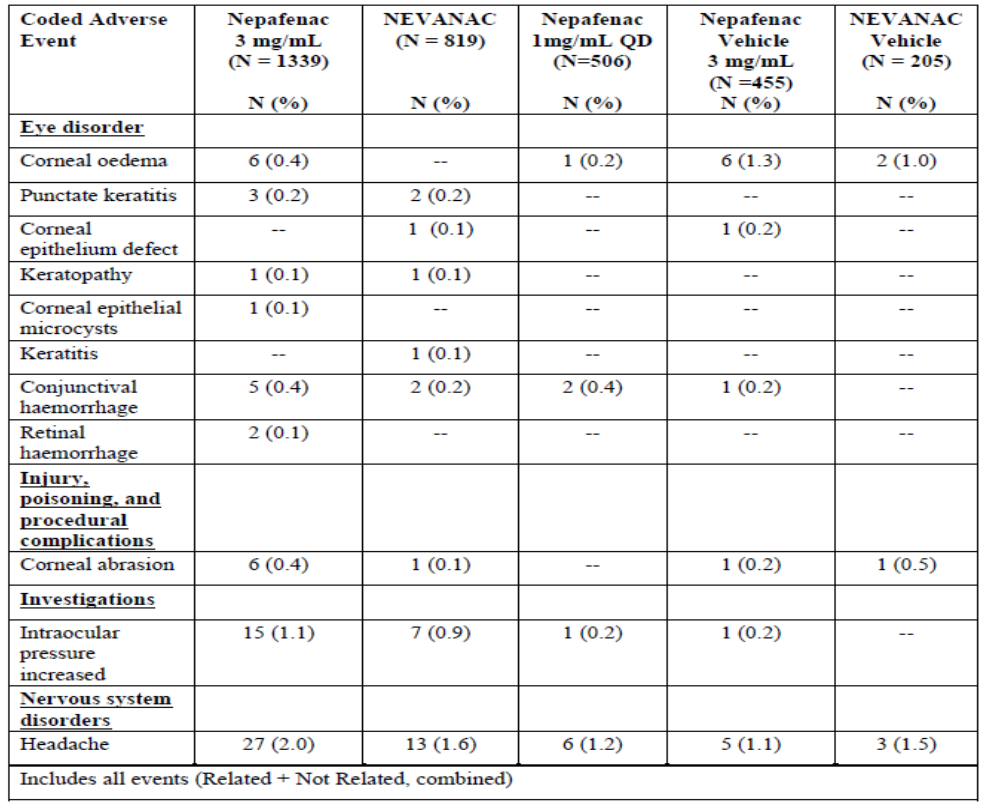 Coded Adverse Event | Nepafenac 3 mg/mL (N = 1339) N (%) | NEVANAC (N = 819) N (%) | Nepafenac 1mg/mL QD (N=506) N (%) | Nepafenac Vehicle 3 mg/mL (N =455) N (%) | NEVANAC Vehicle (N = 205) N (%)
Eye disorder
Corneal oedema | 6 (0.4) | -- | 1 (0.2) | 6 (1.3) | 2 (1.0)
Punctate keratitis | 3 (0.2) | 2 (0.2) | -- | -- | --
Corneal epithelium defect | -- | 1 (0.1) | -- | 1 (0.2) | --
Keratopathy | 1 (0.1) | 1 (0.1) | -- | -- | --
Corneal epithelial microcysts | 1 (0.1) | -- | -- | -- | --
Keratitis | -- | 1 (0.1) | -- | -- | --
Conjunctival haemorrhage | 5 (0.4) | 2 (0.2) | 2 (0.4) | 1 (0.2) | --
Retinal haemorrhage | 2 (0.1) | -- | -- | -- | --
Injury, poisoning, and procedural complications
Corneal abrasion | 6 (0.4) | 1 (0.1) | -- | 1 (0.2) | 1 (0.5)
Investigations
Intraocular pressure increased | 15 (1.1) | 7 (0.9) | 1 (0.2) | 1 (0.2) | --
Nervous system disorders
Headache | 27 (2.0) | 13 (1.6) | 6 (1.2) | 5 (1.1) | 3 (1.5)
Includes all events (Related + Not Related, combined)